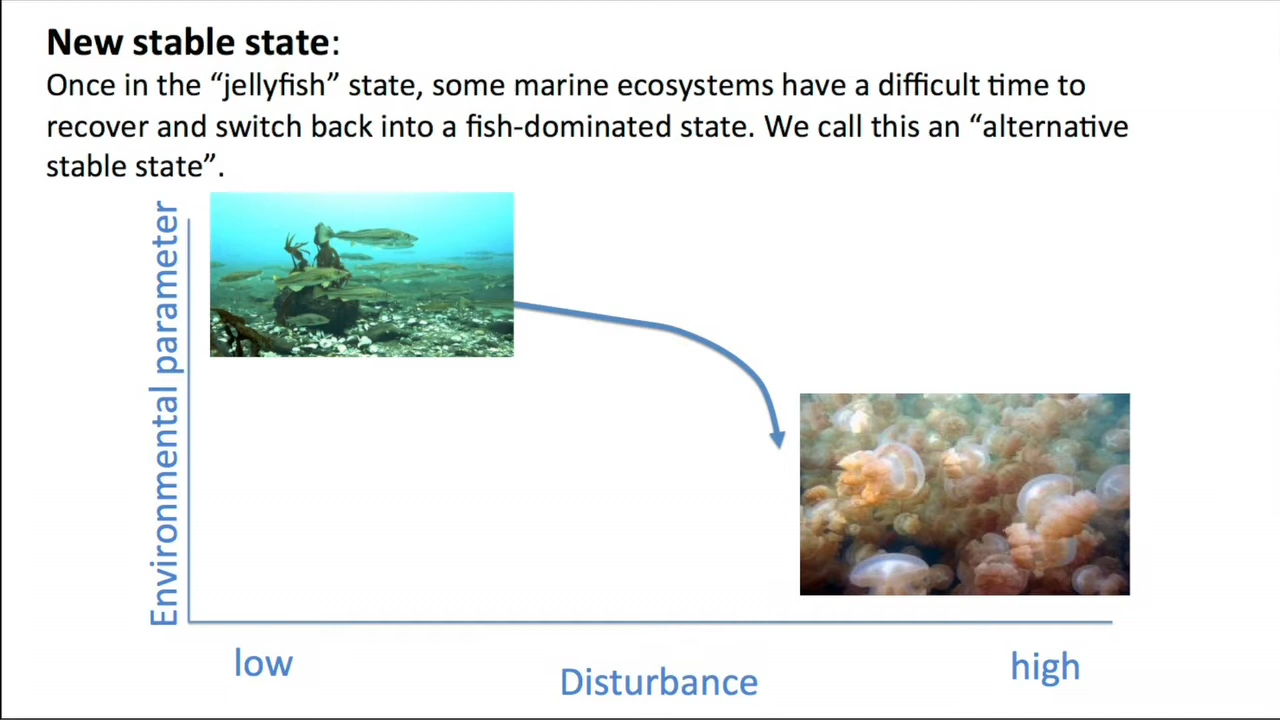 New stable state:
Once in the “jellyfish” state, some marine ecosystems have a difficult time to
recover and switch back into a fish-dominated state. We call this an “alternative
stable state”.
Environmental parameter
low
Disturbance
high